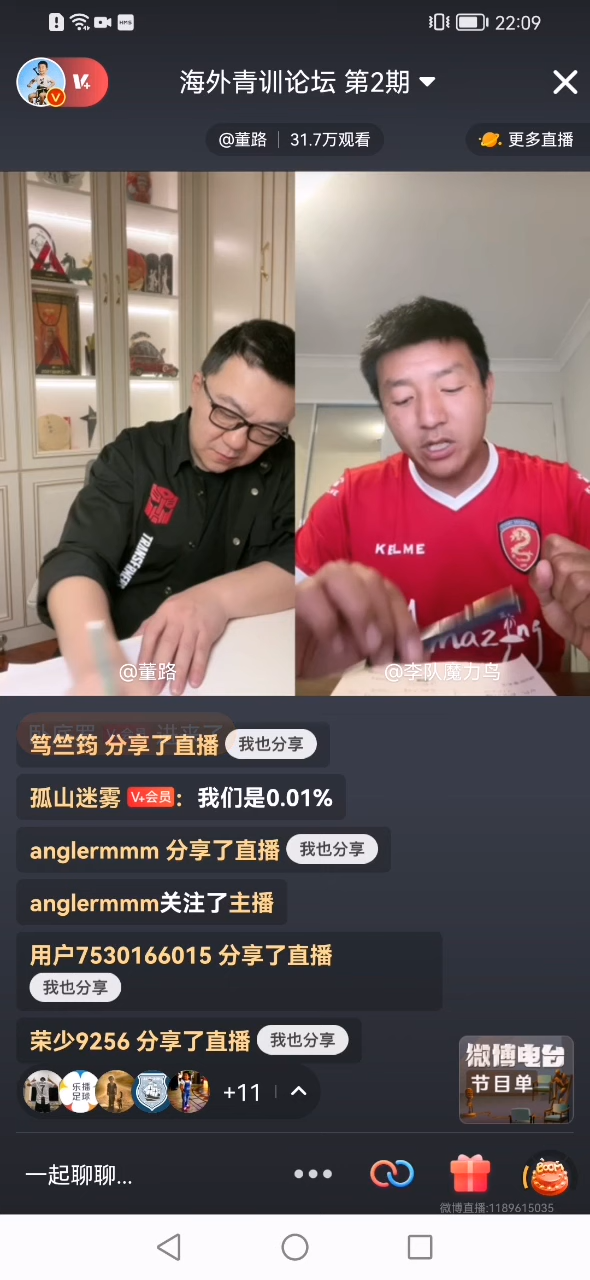 HMS
22:09
V+
海外青训论坛 第2期
@董路 31.7万观看
更多直播
TRANSFORMERS
KELME
mazing
@董路
@李队魔力鸟
笃竺筠 分享了直播 我也分享
孤山迷雾 V+会员: 我们是0.01%
anglermmm 分享了直播 我也分享
anglermmm关注了主播
用户7530166015 分享了直播
我也分享
荣少9256 分享了直播 我也分享
微博电台
节目单
乐播
足球
+11
一起聊聊...
微博直播:1189615035